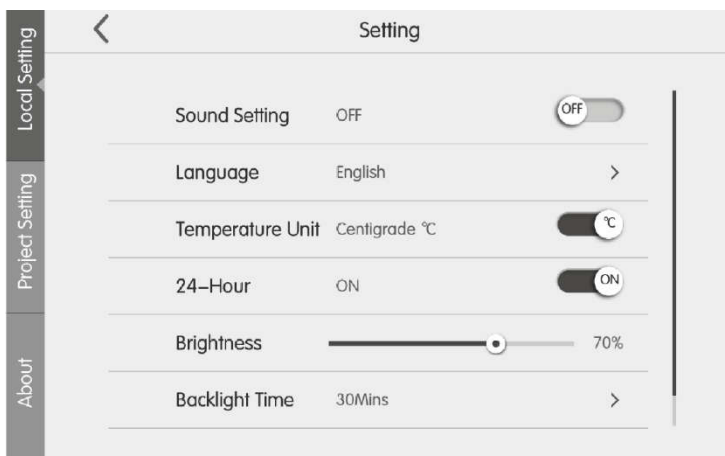 Setting
Local Setting
Project Setting
About
Sound Setting OFF OFF
Language English >
Temperature Unit Centigrade ℃ ℃
24-Hour ON ON
Brightness 70%
Backlight Time 30Mins >